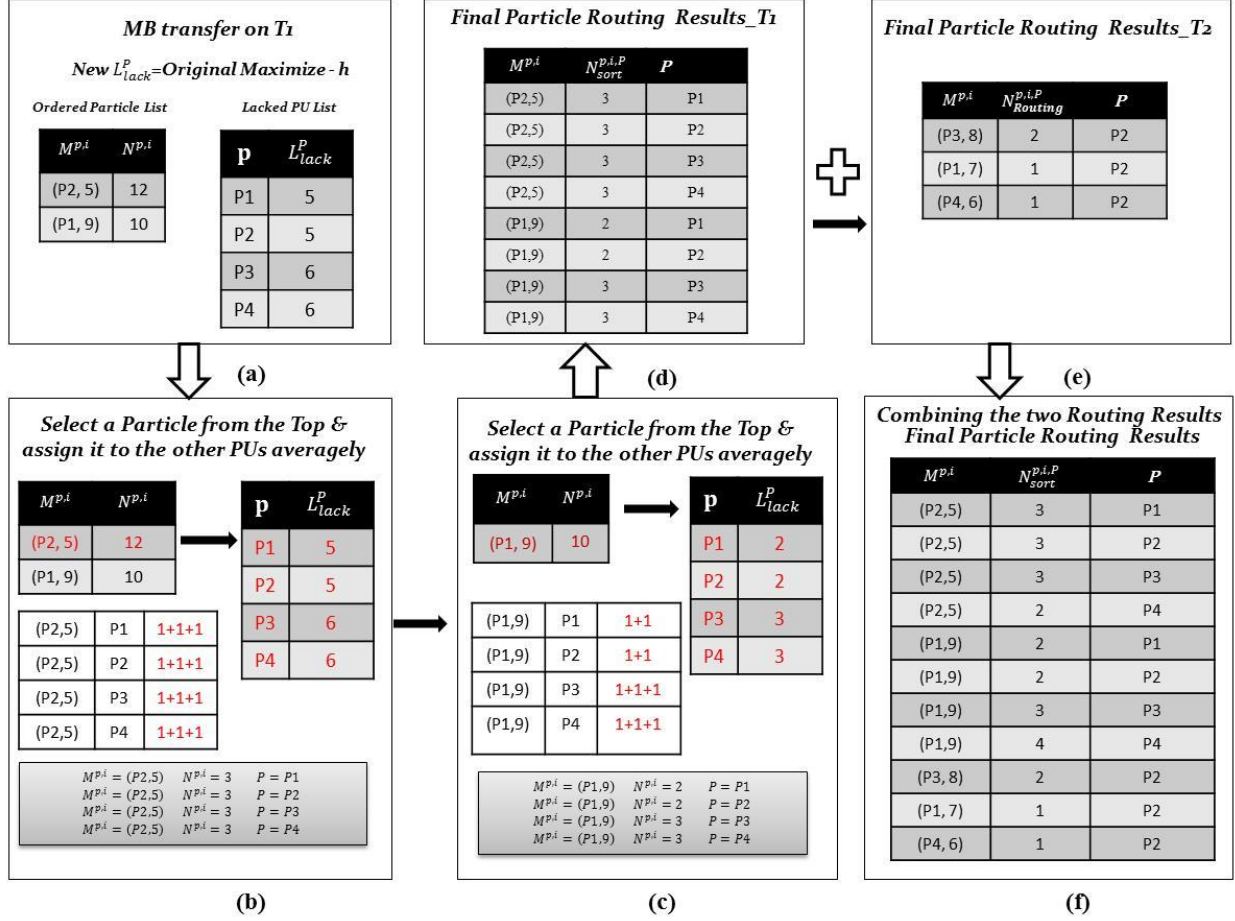 MB transfer on T1
New L^P_lack=Original Maximize - h
Ordered Particle List
M^p,i N^p,i
(P2, 5) 12
(P1, 9) 10
Lacked PU List
p L^P_lack
P1 5
P2 5
P3 6
P4 6
(a)
Final Particle Routing Results_T1
M^p,i N^p,i,P_sort P
(P2,5) 3 P1
(P2,5) 3 P2
(P2,5) 3 P3
(P2,5) 3 P4
(P1,9) 2 P1
(P1,9) 2 P2
(P1,9) 3 P3
(P1,9) 3 P4
(d)
Final Particle Routing Results_T2
M^p,i N^p,i,P_Routing P
(P3, 8) 2 P2
(P1, 7) 1 P2
(P4, 6) 1 P2
(e)
Select a Particle from the Top &
assign it to the other PUs averagely
M^p,i N^p,i
(P2, 5) 12
(P1, 9) 10
p L^P_lack
P1 5
P2 5
P3 6
P4 6
(P2,5) P1 1+1+1
(P2,5) P2 1+1+1
(P2,5) P3 1+1+1
(P2,5) P4 1+1+1
M^p,i = (P2,5) N^p,i = 3 P = P1
M^p,i = (P2,5) N^p,i = 3 P = P2
M^p,i = (P2,5) N^p,i = 3 P = P3
M^p,i = (P2,5) N^p,i = 3 P = P4
(b)
Select a Particle from the Top &
assign it to the other PUs averagely
M^p,i N^p,i
(P1, 9) 10
p L^P_lack
P1 2
P2 2
P3 3
P4 3
(P1,9) P1 1+1
(P1,9) P2 1+1
(P1,9) P3 1+1+1
(P1,9) P4 1+1+1
M^p,i = (P1,9) N^p,i = 2 P = P1
M^p,i = (P1,9) N^p,i = 2 P = P2
M^p,i = (P1,9) N^p,i = 3 P = P3
M^p,i = (P1,9) N^p,i = 3 P = P4
(c)
Combining the two Routing Results
Final Particle Routing Results
M^p,i N^p,i,P_sort P
(P2,5) 3 P1
(P2,5) 3 P2
(P2,5) 3 P3
(P2,5) 2 P4
(P1,9) 2 P1
(P1,9) 2 P2
(P1,9) 3 P3
(P1,9) 4 P4
(P3, 8) 2 P2
(P1, 7) 1 P2
(P4, 6) 1 P2
(f)